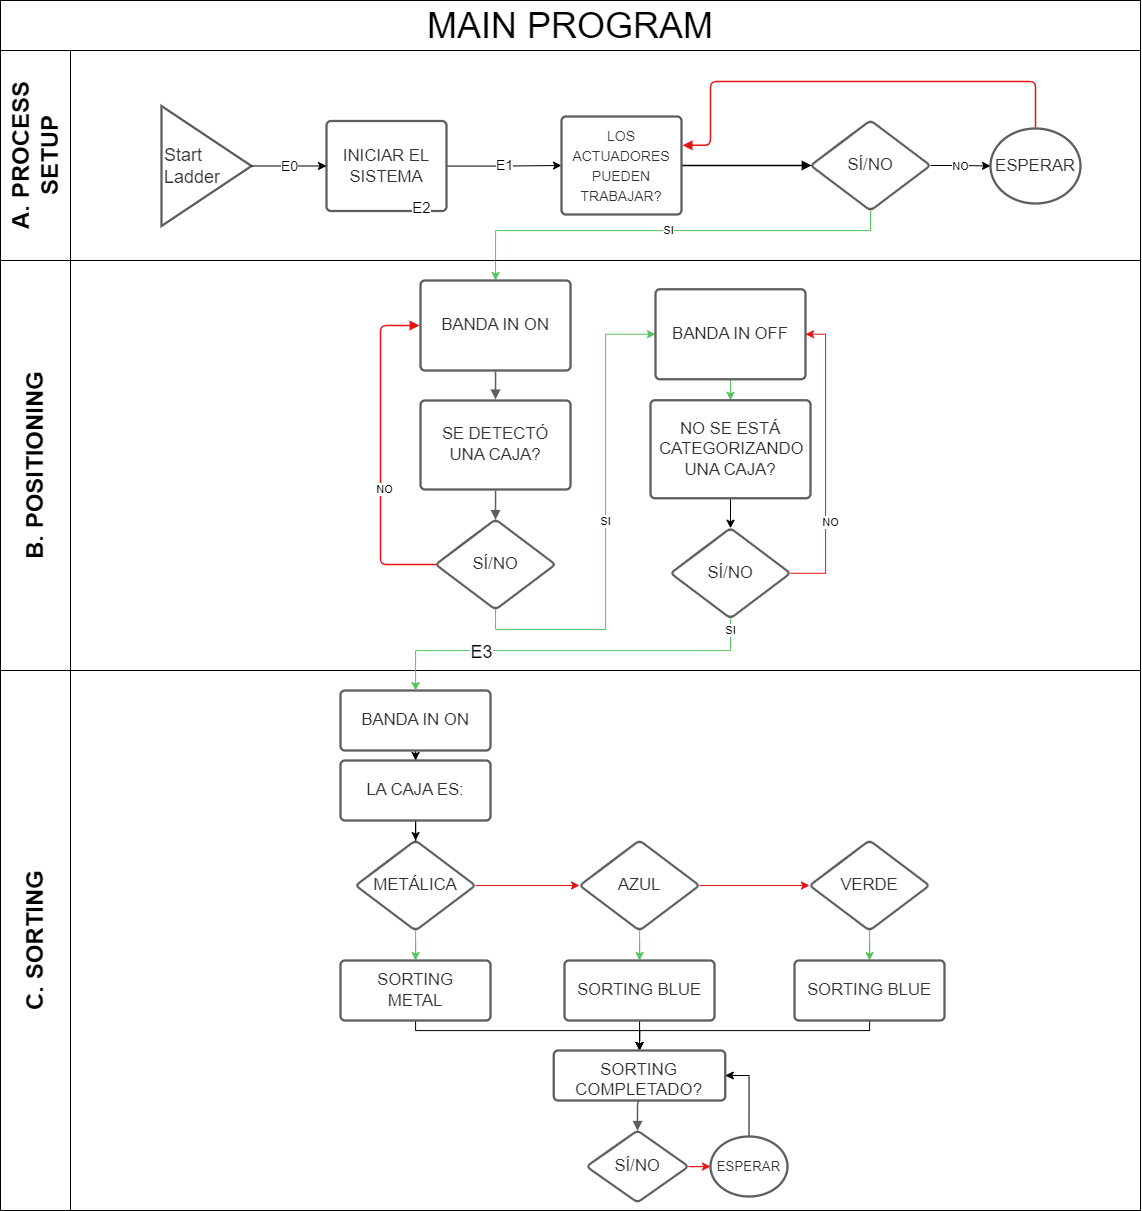 MAIN PROGRAM
A. PROCESS
SETUP
Start
Ladder
E0
INICIAR EL
SISTEMA
E2
E1
LOS
ACTUADORES
PUEDEN
TRABAJAR?
SÍ/NO
NO
ESPERAR
SI
B. POSITIONING
BANDA IN ON
SE DETECTÓ
UNA CAJA?
NO
SÍ/NO
SI
BANDA IN OFF
NO SE ESTÁ
CATEGORIZANDO
UNA CAJA?
NO
SÍ/NO
SI
E3
C. SORTING
BANDA IN ON
LA CAJA ES:
METÁLICA
AZUL
VERDE
SORTING
METAL
SORTING BLUE
SORTING BLUE
SORTING
COMPLETADO?
SÍ/NO
ESPERAR